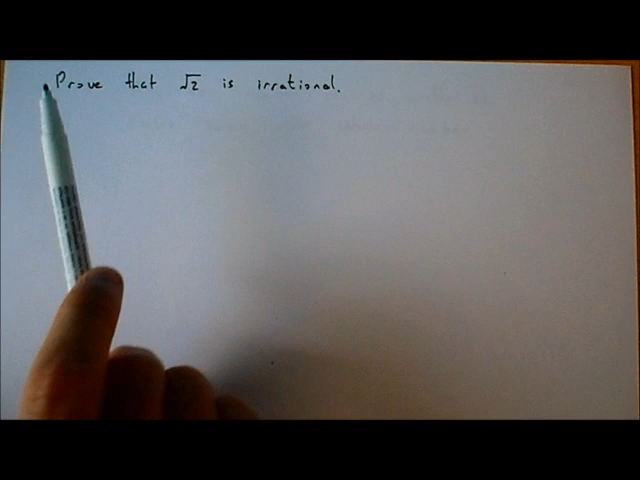 Prove that √2 is irrational.